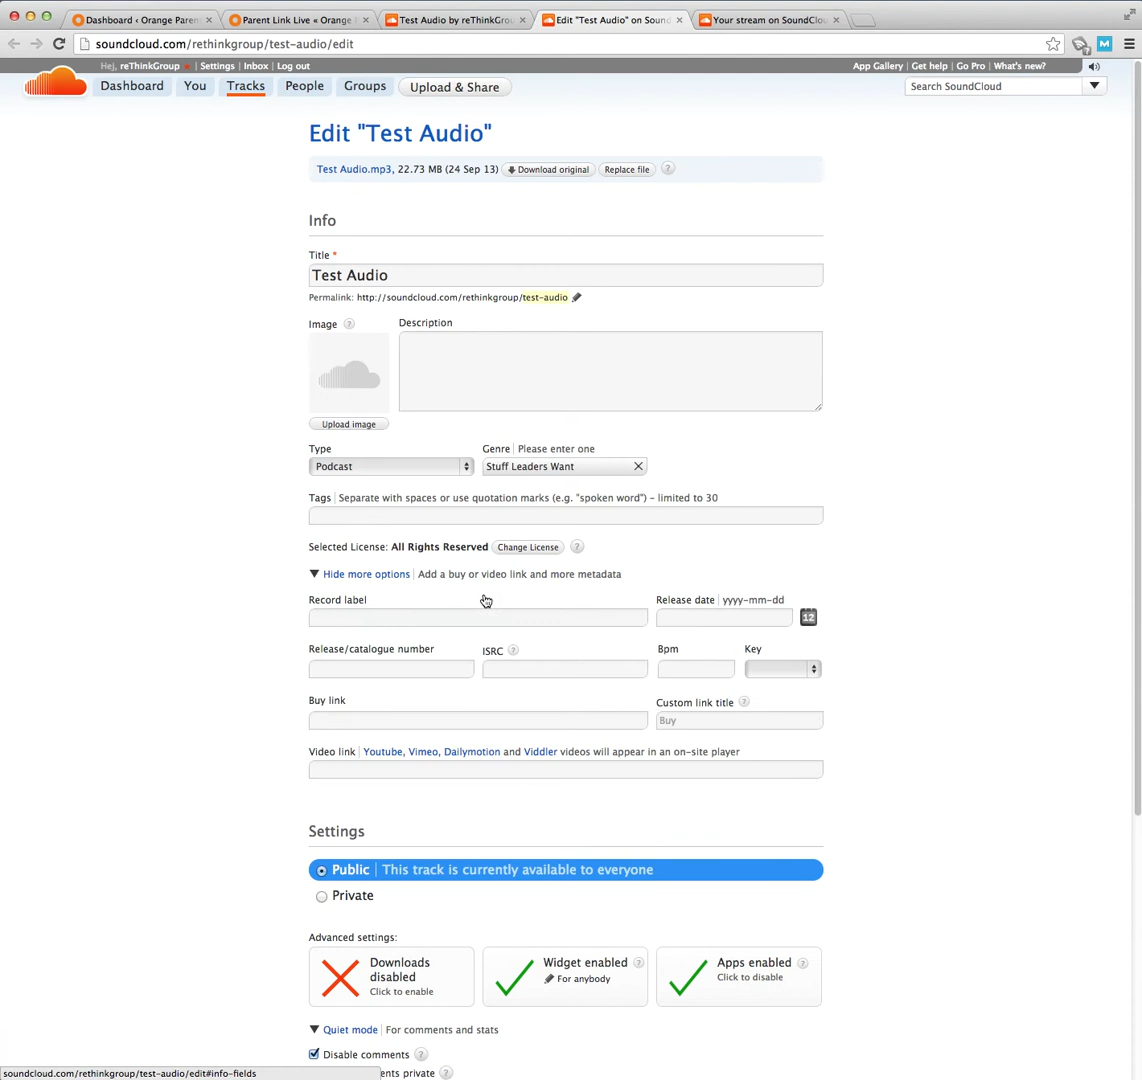 Dashboard ‹ Orange Paren
Parent Link Live « Orange
Test Audio by reThinkGrou
Edit "Test Audio" on Soun
Your stream on SoundClou
soundcloud.com/rethinkgroup/test-audio/edit
Hej, reThinkGroup Settings Inbox Log out
App Gallery Get help Go Pro What's new?
Dashboard You Tracks People Groups Upload & Share
Search SoundCloud
Edit "Test Audio"
Test Audio.mp3, 22.73 MB (24 Sep 13) Download original Replace file ?
Info
Title *
Test Audio
Permalink: http://soundcloud.com/rethinkgroup/test-audio
Image ? Description
Upload image
Type Genre Please enter one
Podcast Stuff Leaders Want
Tags Separate with spaces or use quotation marks (e.g. "spoken word") – limited to 30
Selected License: All Rights Reserved Change License ?
Hide more options Add a buy or video link and more metadata
Record label Release date yyyy-mm-dd
12
Release/catalogue number ISRC ? Bpm Key
Buy link Custom link title ?
Buy
Video link Youtube, Vimeo, Dailymotion and Viddler videos will appear in an on-site player
Settings
Public This track is currently available to everyone
Private
Advanced settings:
Downloads disabled
Click to enable
Widget enabled ?
For anybody
Apps enabled ?
Click to disable
Quiet mode For comments and stats
Disable comments ?
ents private ?
soundcloud.com/rethinkgroup/test-audio/edit#info-fields